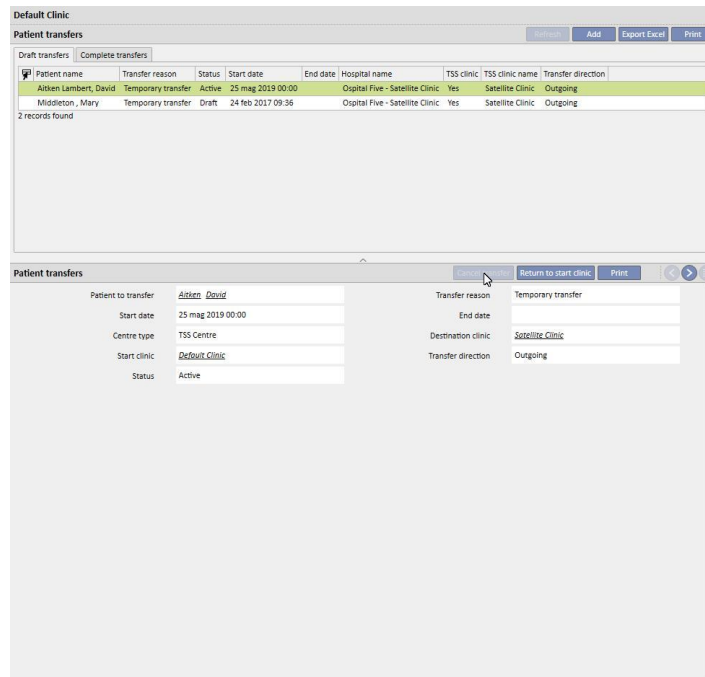 Default Clinic
Patient transfers Refresh Add Export Excel Print
Draft transfers Complete transfers
Patient name Transfer reason Status Start date End date Hospital name TSS clinic TSS clinic name Transfer direction
Aitken Lambert, David Temporary transfer Active 25 mag 2019 00:00 Ospital Five - Satellite Clinic Yes Satellite Clinic Outgoing
Middleton , Mary Temporary transfer Draft 24 feb 2017 09:36 Ospital Five - Satellite Clinic Yes Satellite Clinic Outgoing
2 records found
Patient transfers Cancel transfer Return to start clinic Print
Patient to transfer Aitken David Transfer reason Temporary transfer
Start date 25 mag 2019 00:00 End date
Centre type TSS Centre Destination clinic Satellite Clinic
Start clinic Default Clinic Transfer direction Outgoing
Status Active